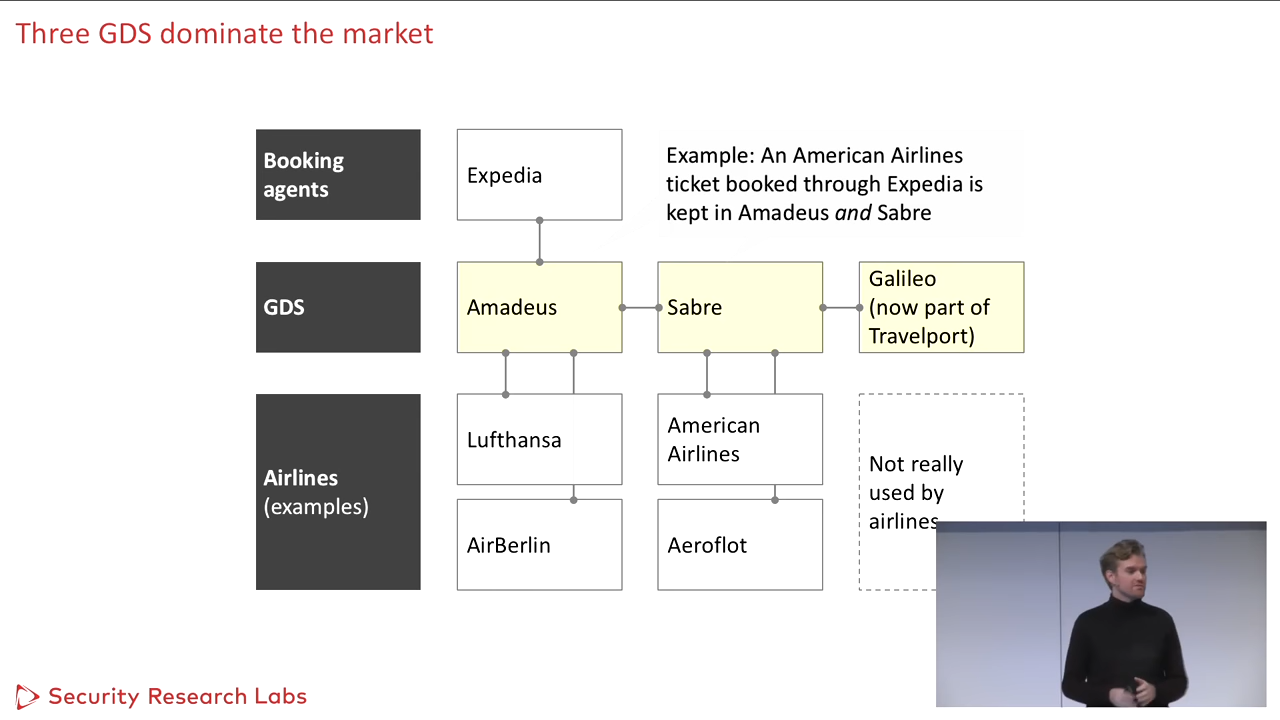 Three GDS dominate the market
Booking
agents
Expedia
Example: An American Airlines
ticket booked through Expedia is
kept in Amadeus and Sabre
GDS
Amadeus
Sabre
Galileo
(now part of
Travelport)
Airlines
(examples)
Lufthansa
American
Airlines
Not really
used by
airlines
AirBerlin
Aeroflot
Security Research Labs